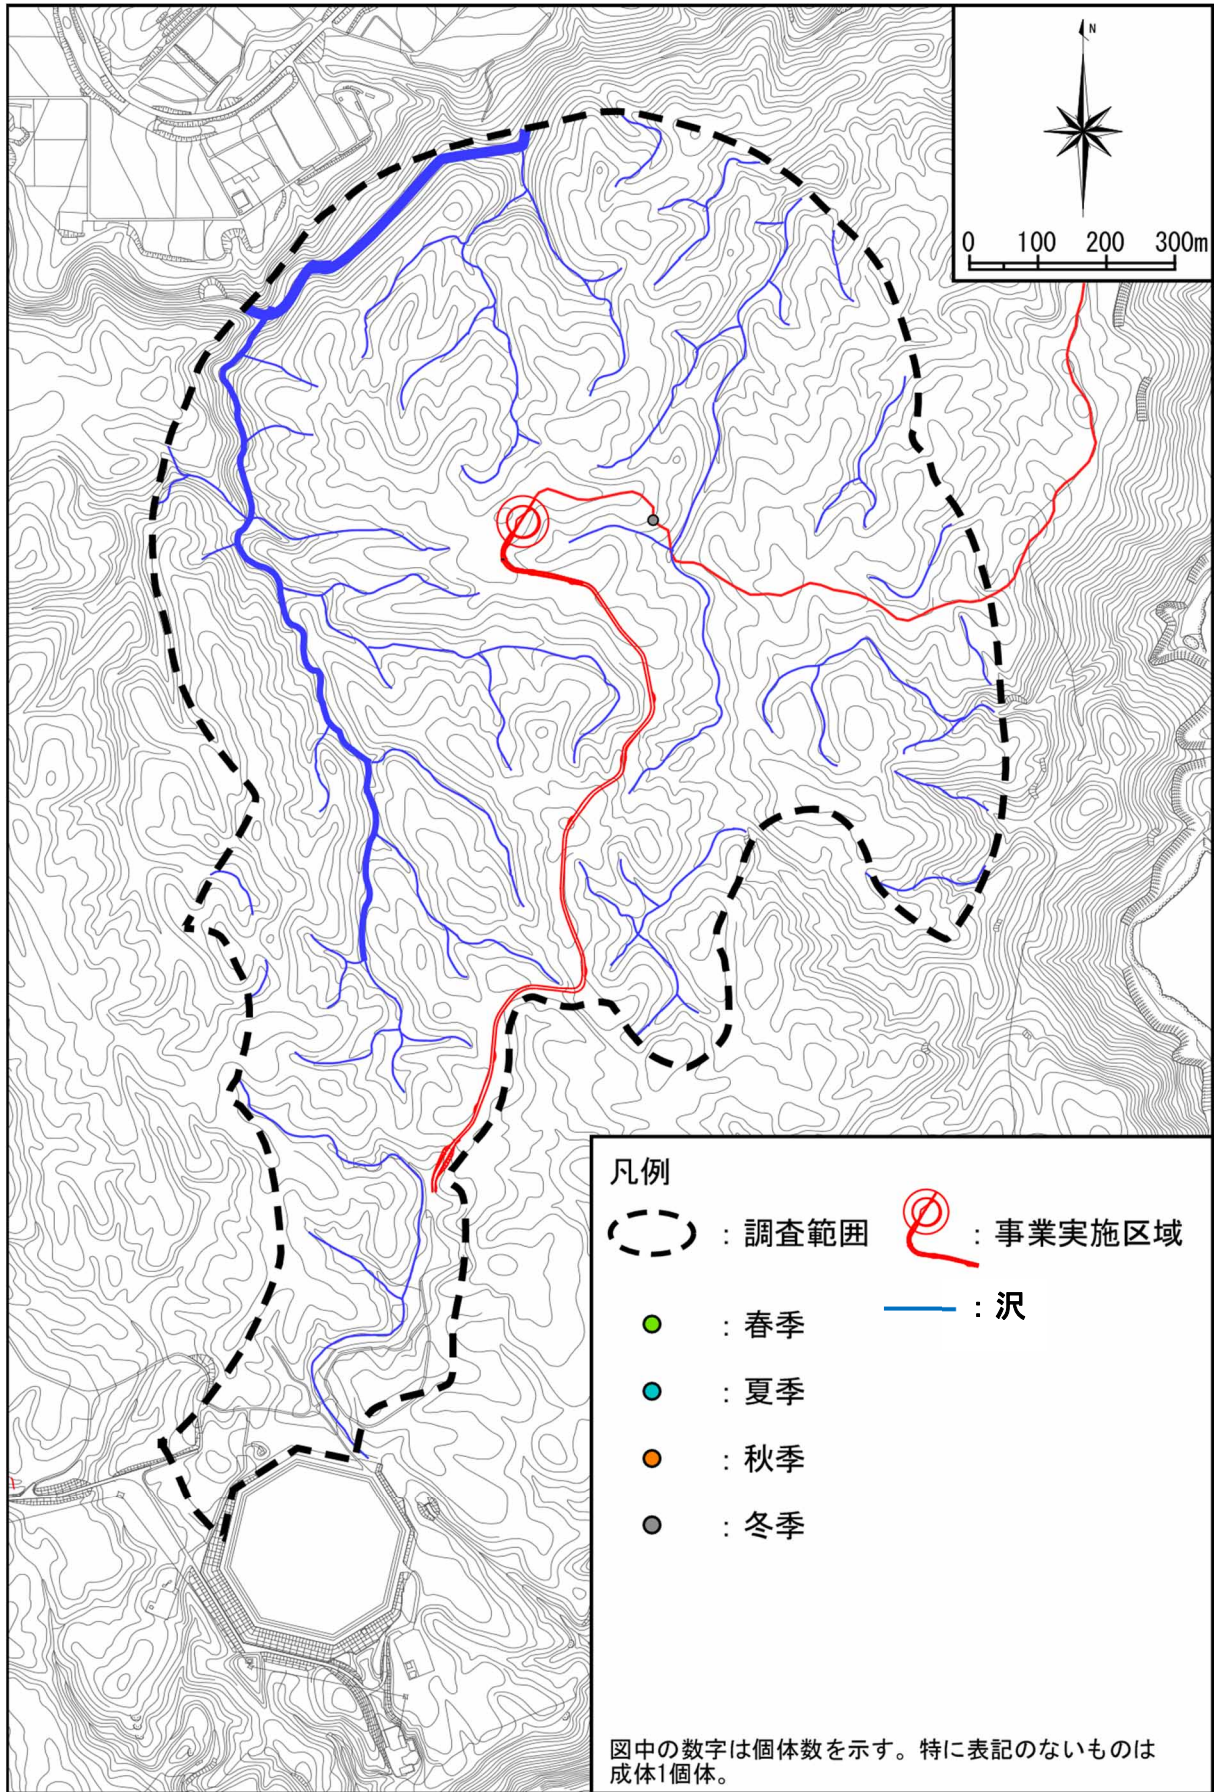 N
0 100 200 300m
凡例
：調査範囲
：事業実施区域
：春季
：沢
：夏季
：秋季
：冬季
図中の数字は個体数を示す。特に表記のないものは
成体1個体。